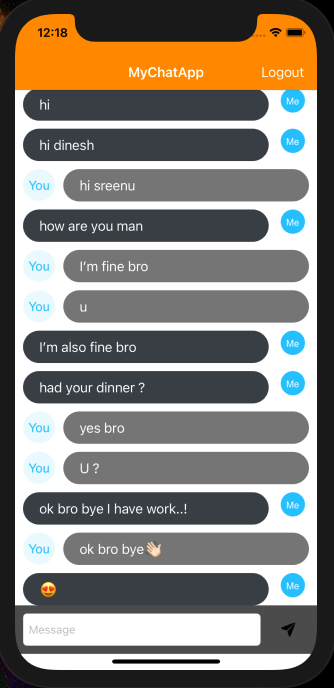 12:18
MyChatApp Logout
hi Me
hi dinesh Me
You hi sreenu
how are you man Me
You I'm fine bro
You u
I'm also fine bro Me
had your dinner ? Me
You yes bro
You U ?
ok bro bye I have work..! Me
You ok bro bye👋🏻
😍 Me
Message